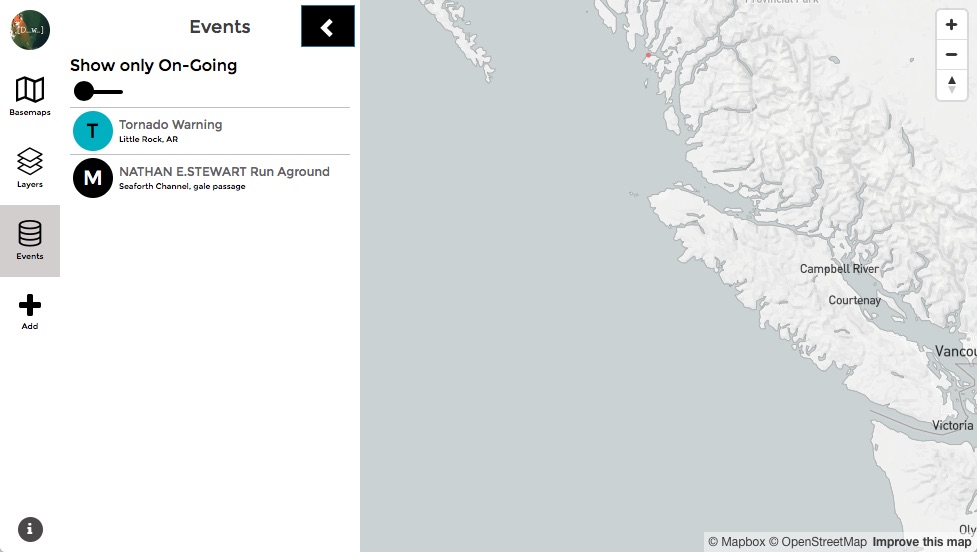 [D_w_]
Events
Show only On-Going
Basemaps
T
Tornado Warning
Little Rock, AR
Layers
M
NATHAN E.STEWART Run Aground
Seaforth Channel, gale passage
Events
Add
Provincial Park
Campbell River
Courtenay
Vancou
Victoria
Oly
© Mapbox © OpenStreetMap Improve this map